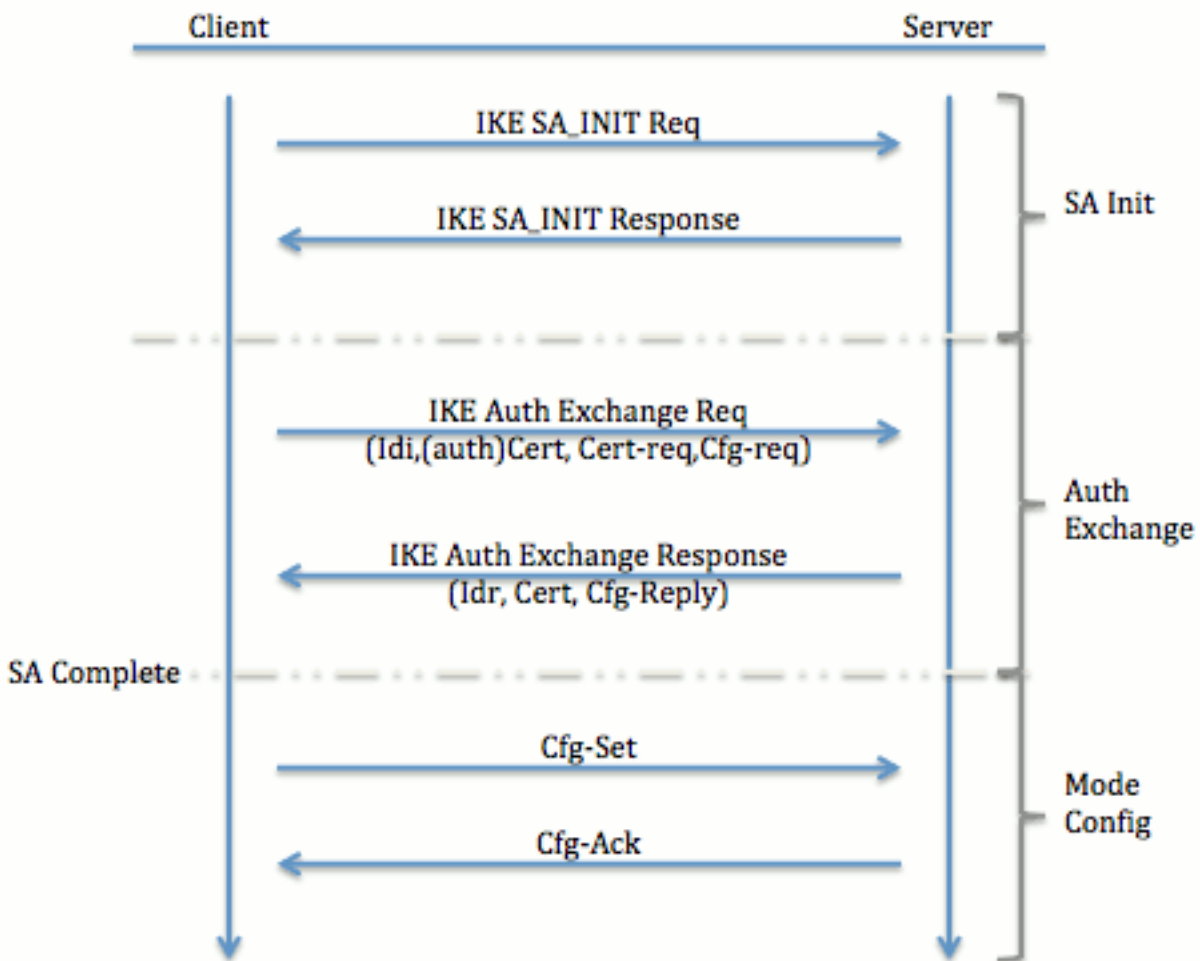 Client
Server
IKE SA_INIT Req
IKE SA_INIT Response
SA Init
IKE Auth Exchange Req
(Idi,(auth)Cert, Cert-req,Cfg-req)
Auth
Exchange
IKE Auth Exchange Response
(Idr, Cert, Cfg-Reply)
SA Complete
Cfg-Set
Mode
Config
Cfg-Ack